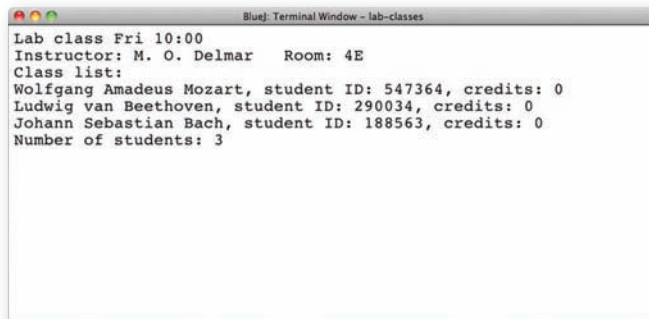 BlueJ: Terminal Window - lab-classes
Lab class Fri 10:00
Instructor: M. O. Delmar   Room: 4E
Class list:
Wolfgang Amadeus Mozart, student ID: 547364, credits: 0
Ludwig van Beethoven, student ID: 290034, credits: 0
Johann Sebastian Bach, student ID: 188563, credits: 0
Number of students: 3